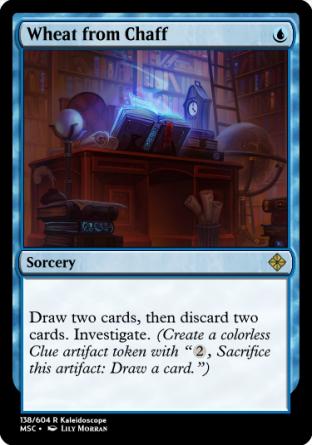 Wheat from Chaff
Sorcery
Draw two cards, then discard two
cards. Investigate. (Create a colorless
Clue artifact token with “2, Sacrifice
this artifact: Draw a card.”)
138/604 R Kaleidoscope
MSC • LILY MORRAN